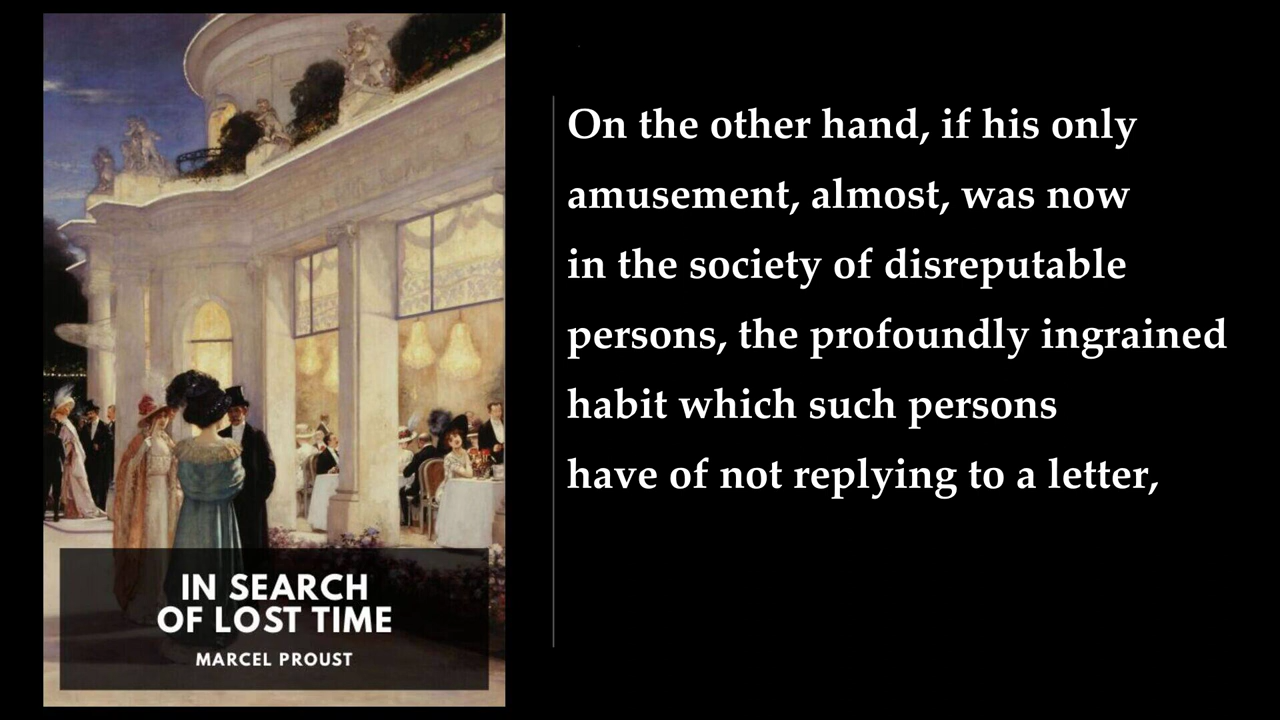 On the other hand, if his only
amusement, almost, was now
in the society of disreputable
persons, the profoundly ingrained
habit which such persons
have of not replying to a letter,
IN SEARCH
OF LOST TIME
MARCEL PROUST